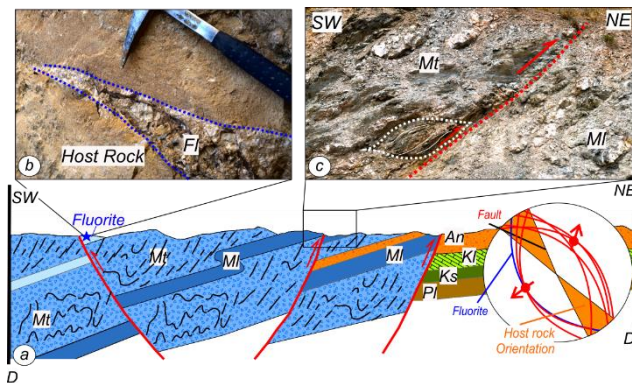 SW
NE
Mt
Host Rock
Fl
Ml
b
c
SW
NE
Fluorite
Fault
Mt
Ml
Ml
An
Kl
Ks
Pl
Mt
Fluorite
Host rock
Orientation
a
D
D